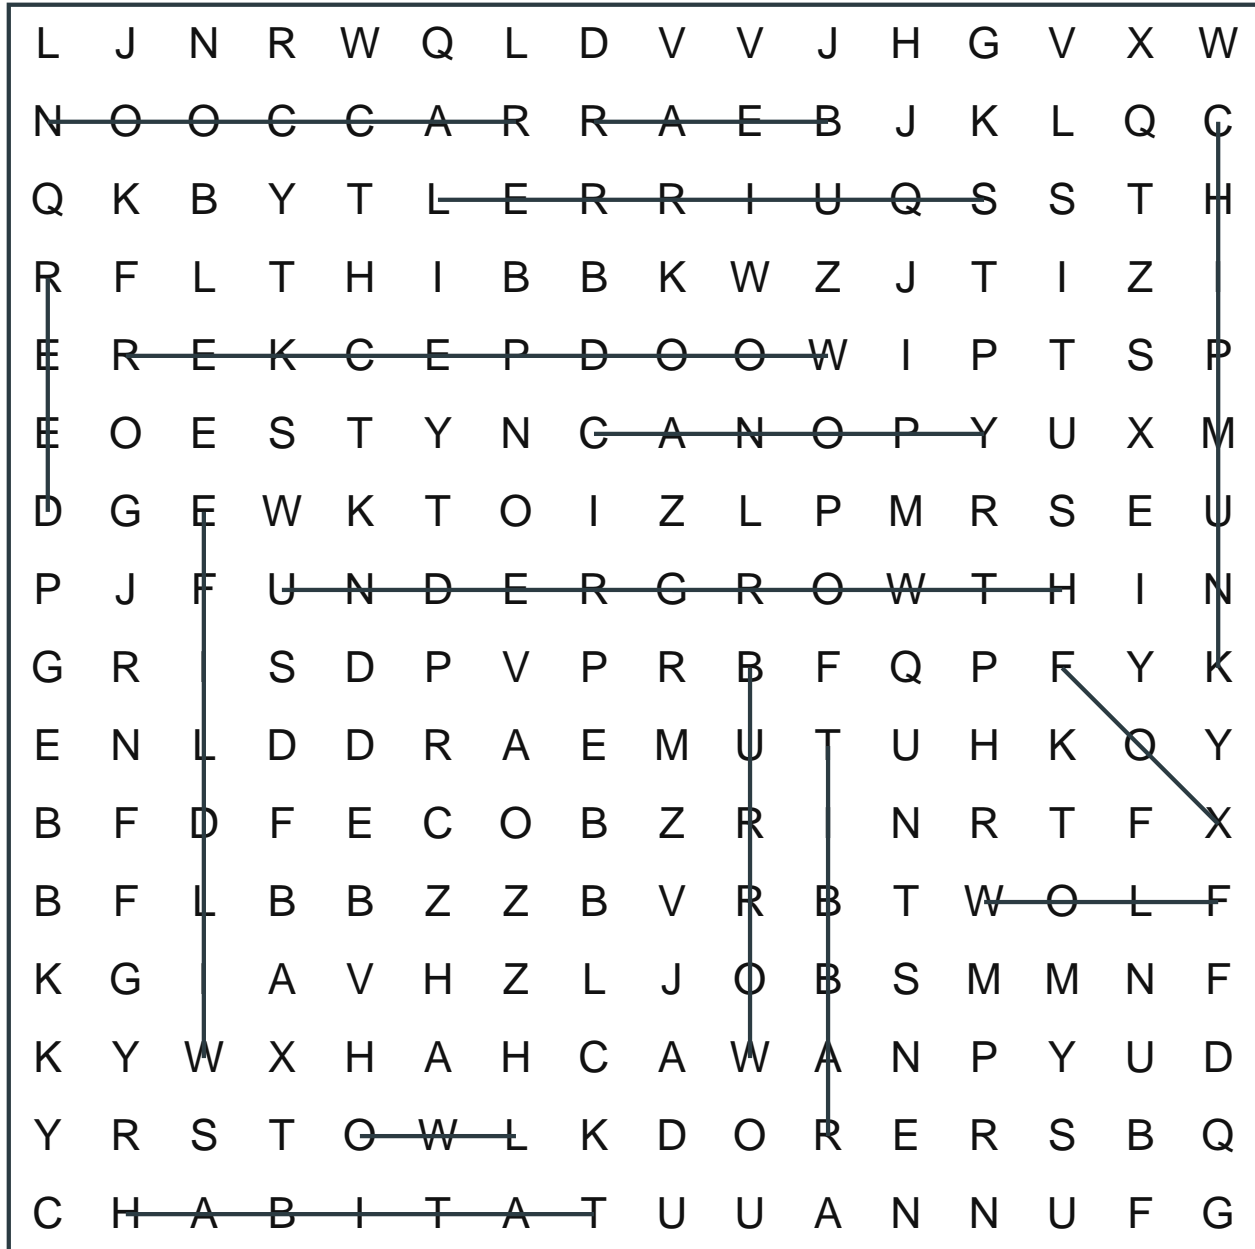 L J N R W Q L D V V J H G V X W
N O O C C A R R A E B J K L Q C
Q K B Y T L E R R I U Q S S T H
R F L T H I B B K W Z J T I Z I
E R E K C E P D O O W I P T S P
E O E S T Y N C A N O P Y U X M
D G E W K T O I Z L P M R S E U
P J F U N D E R G R O W T H I N
G R I S D P V P R B F Q P F Y K
E N L D D R A E M U T U H K O Y
B F D F E C O B Z R I N R T F X
B F L B B Z Z B V R B T W O L F
K G I A V H Z L J O B S M M N F
K Y W X H A H C A W A N P Y U D
Y R S T O W L K D O R E R S B Q
C H A B I T A T U U A N N U F G